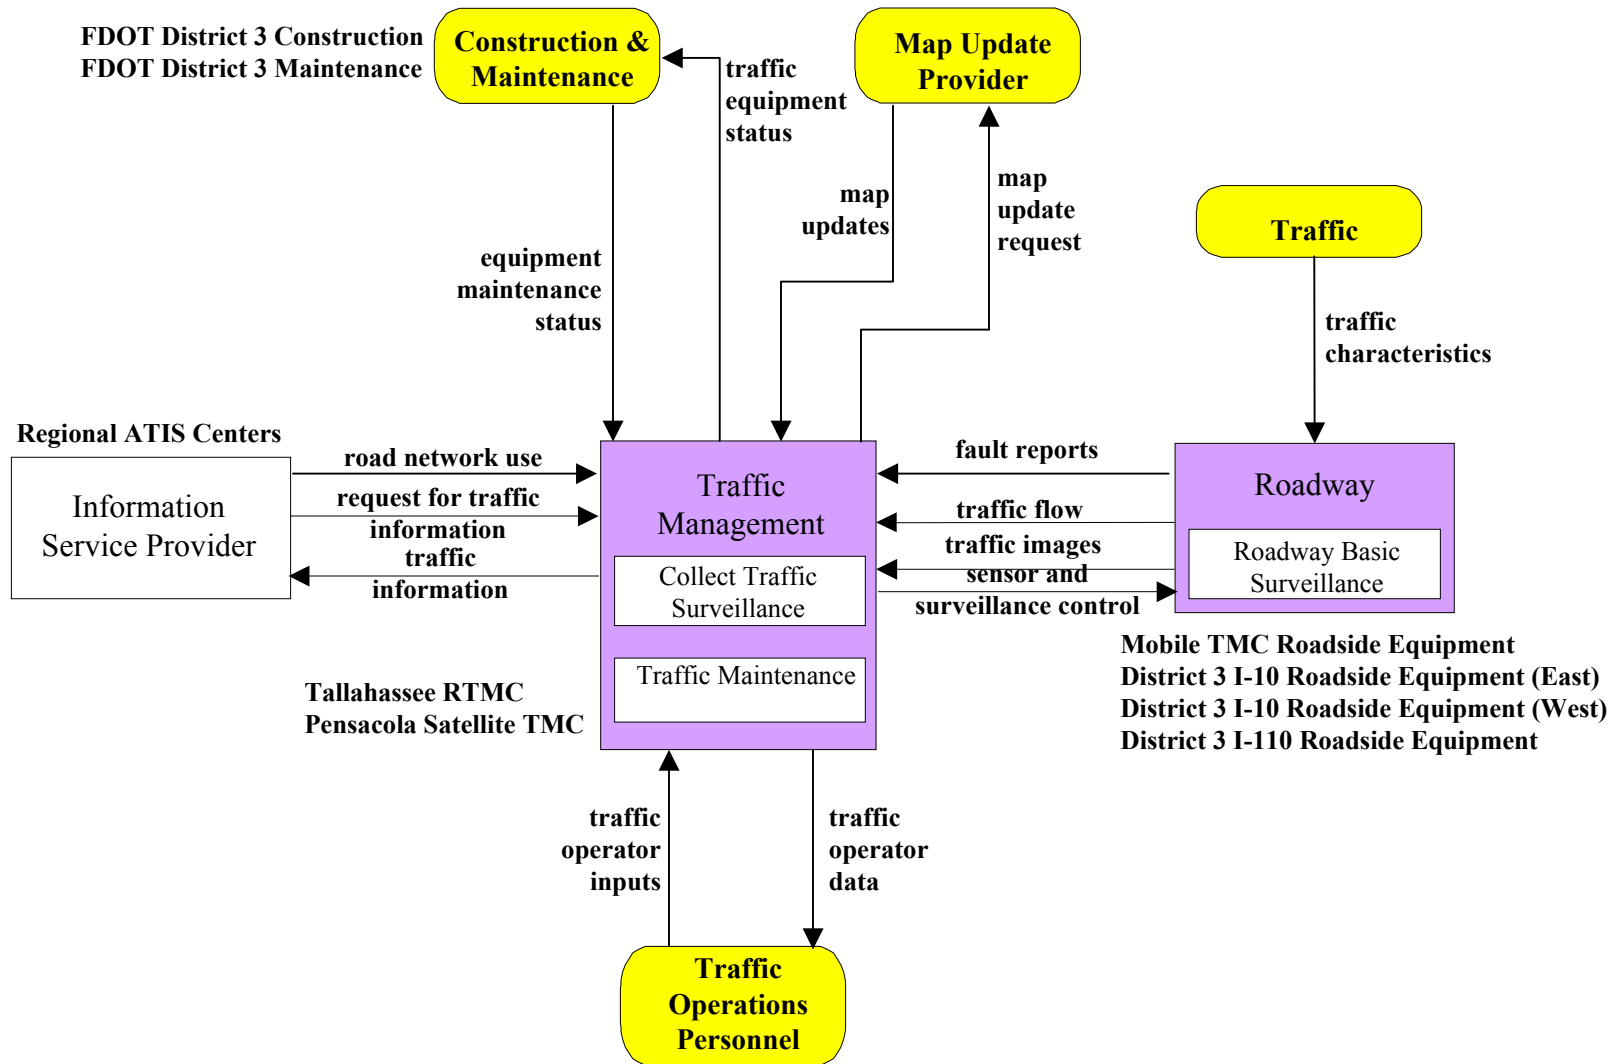 FDOT District 3 Construction
FDOT District 3 Maintenance
Construction &
Maintenance
traffic
equipment
status
Map Update
Provider
map
updates
map
update
request
Traffic
equipment
maintenance
status
traffic
characteristics
Regional ATIS Centers
Information
Service Provider
road network use
request for traffic
information
traffic
information
Traffic
Management
Collect Traffic
Surveillance
Traffic Maintenance
fault reports
traffic flow
traffic images
sensor and
surveillance control
Roadway
Roadway Basic
Surveillance
Mobile TMC Roadside Equipment
District 3 I-10 Roadside Equipment (East)
District 3 I-10 Roadside Equipment (West)
District 3 I-110 Roadside Equipment
Tallahassee RTMC
Pensacola Satellite TMC
traffic
operator
inputs
traffic
operator
data
Traffic
Operations
Personnel